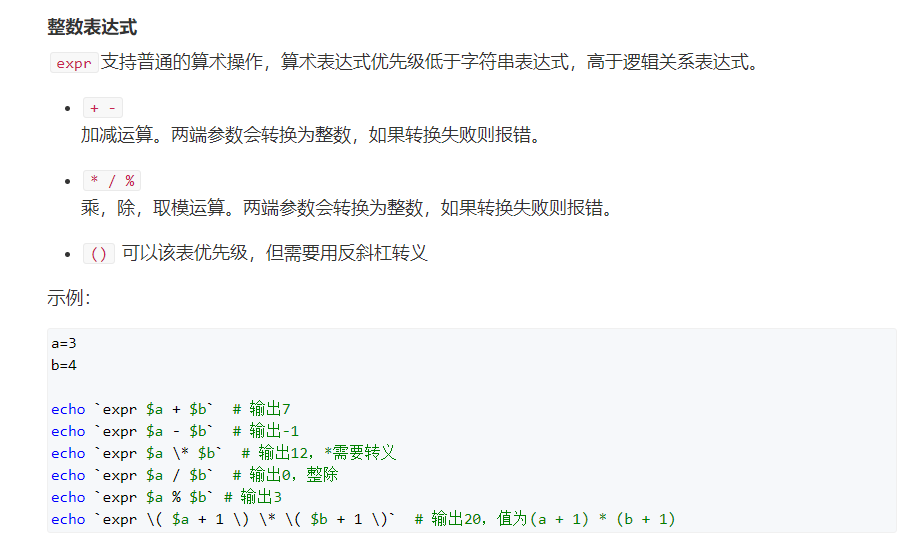 整数表达式
expr支持普通的算术操作，算术表达式优先级低于字符串表达式，高于逻辑关系表达式。
• + -
加减运算。两端参数会转换为整数，如果转换失败则报错。
• * / %
乘，除，取模运算。两端参数会转换为整数，如果转换失败则报错。
• () 可以该表优先级，但需要用反斜杠转义
示例：
a=3
b=4
echo `expr $a + $b`  # 输出7
echo `expr $a - $b`  # 输出-1
echo `expr $a \* $b`  # 输出12，*需要转义
echo `expr $a / $b`  # 输出0，整除
echo `expr $a % $b` # 输出3
echo `expr \( $a + 1 \) \* \( $b + 1 \)`  # 输出20，值为(a + 1) * (b + 1)